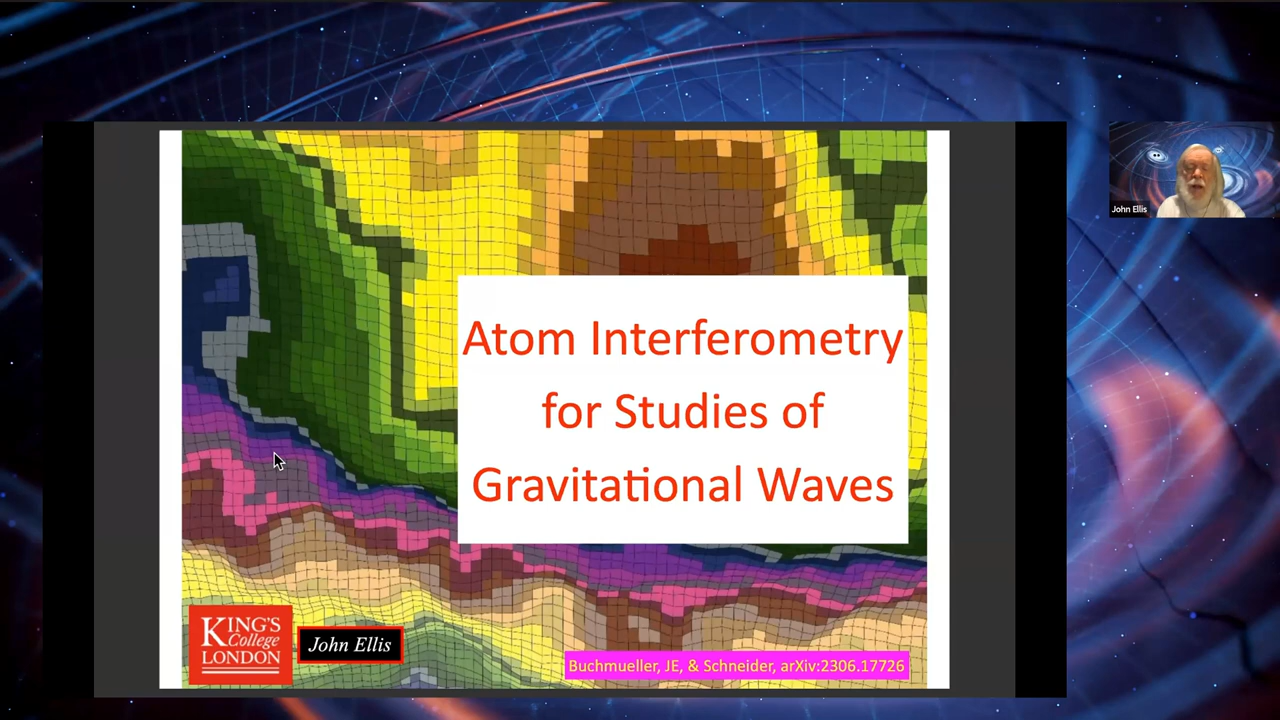 Atom Interferometry
for Studies of
Gravitational Waves
KING'S
College
LONDON
John Ellis
Buchmueller, JE, & Schneider, arXiv:2306.17726
John Ellis